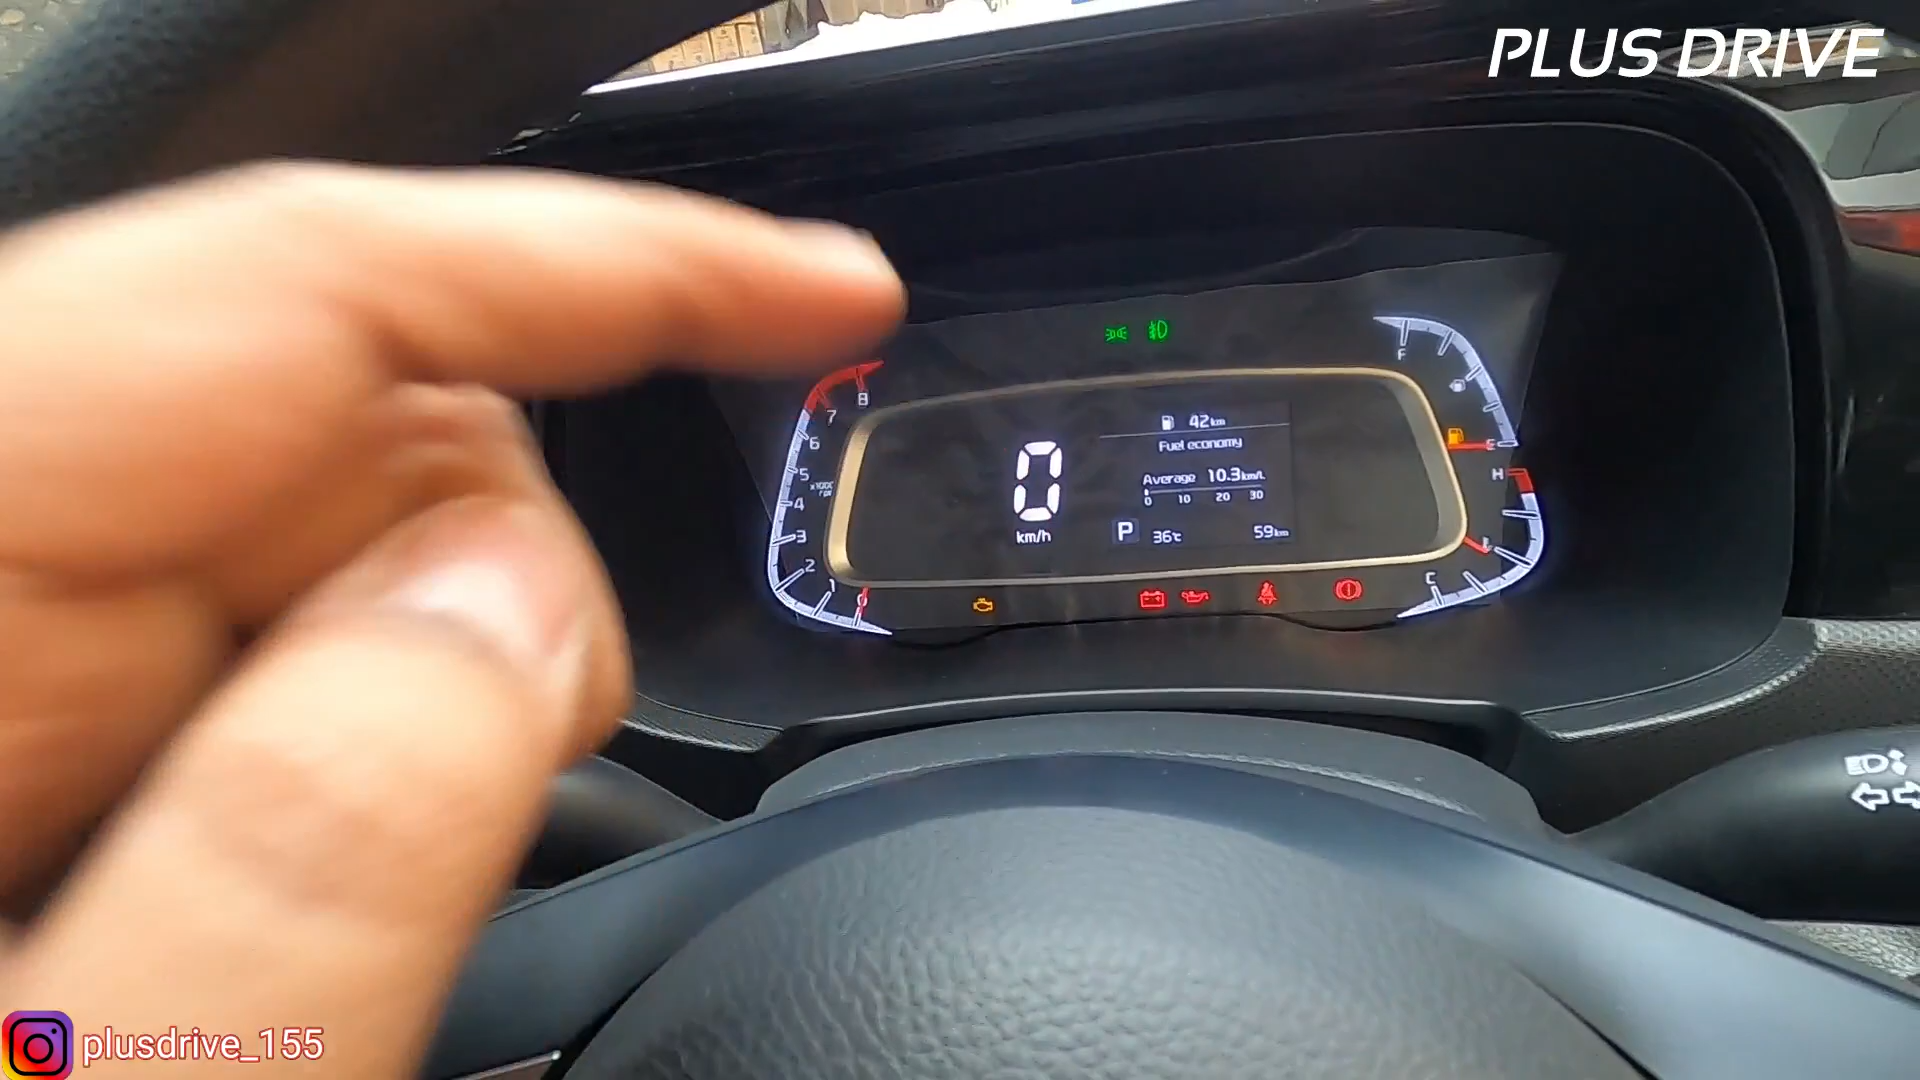 PLUS DRIVE
42km
Fuel economy
Average 10.3km/L
0 10 20 30
0
km/h
P 36℃ 59km
8
7
6
5
x1000
4
3
2
1
0
F
E
H
C
plusdrive_155